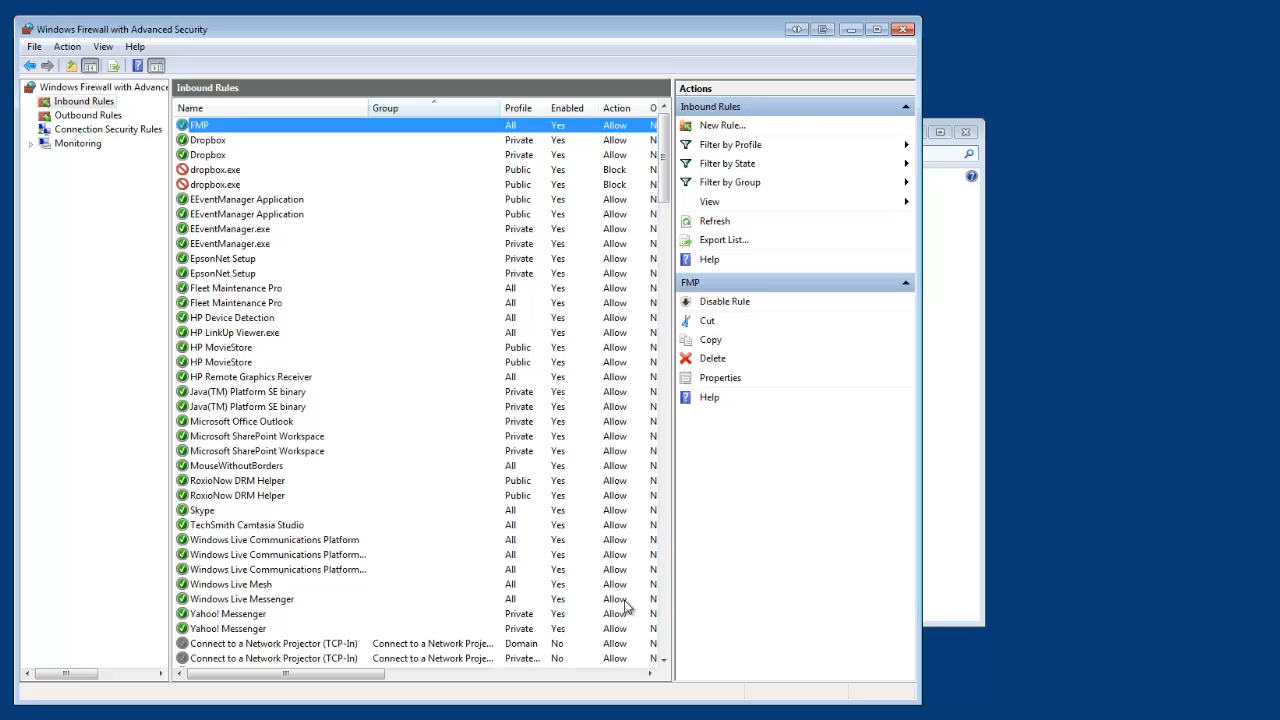 Windows Firewall with Advanced Security
File Action View Help
Windows Firewall with Advance
Inbound Rules
Outbound Rules
Connection Security Rules
Monitoring
Inbound Rules
Name Group Profile Enabled Action O
FMP All Yes Allow N
Dropbox Private Yes Allow N
Dropbox Private Yes Allow N
dropbox.exe Public Yes Block N
dropbox.exe Public Yes Block N
EEventManager Application Public Yes Allow N
EEventManager Application Public Yes Allow N
EEventManager.exe Private Yes Allow N
EEventManager.exe Private Yes Allow N
EpsonNet Setup Private Yes Allow N
EpsonNet Setup Private Yes Allow N
Fleet Maintenance Pro All Yes Allow N
Fleet Maintenance Pro All Yes Allow N
HP Device Detection All Yes Allow N
HP LinkUp Viewer.exe All Yes Allow N
HP MovieStore Public Yes Allow N
HP MovieStore Public Yes Allow N
HP Remote Graphics Receiver All Yes Allow N
Java(TM) Platform SE binary Private Yes Allow N
Java(TM) Platform SE binary Private Yes Allow N
Microsoft Office Outlook Private Yes Allow N
Microsoft SharePoint Workspace Private Yes Allow N
Microsoft SharePoint Workspace Private Yes Allow N
MouseWithoutBorders All Yes Allow N
RoxioNow DRM Helper Public Yes Allow N
RoxioNow DRM Helper Public Yes Allow N
Skype All Yes Allow N
TechSmith Camtasia Studio All Yes Allow N
Windows Live Communications Platform All Yes Allow N
Windows Live Communications Platform... All Yes Allow N
Windows Live Communications Platform... All Yes Allow N
Windows Live Mesh All Yes Allow N
Windows Live Messenger All Yes Allow N
Yahoo! Messenger Private Yes Allow N
Yahoo! Messenger Private Yes Allow N
Connect to a Network Projector (TCP-In) Connect to a Network Proje... Domain No Allow N
Connect to a Network Projector (TCP-In) Connect to a Network Proje... Private... No Allow N
Actions
Inbound Rules
New Rule...
Filter by Profile
Filter by State
Filter by Group
View
Refresh
Export List...
Help
FMP
Disable Rule
Cut
Copy
Delete
Properties
Help